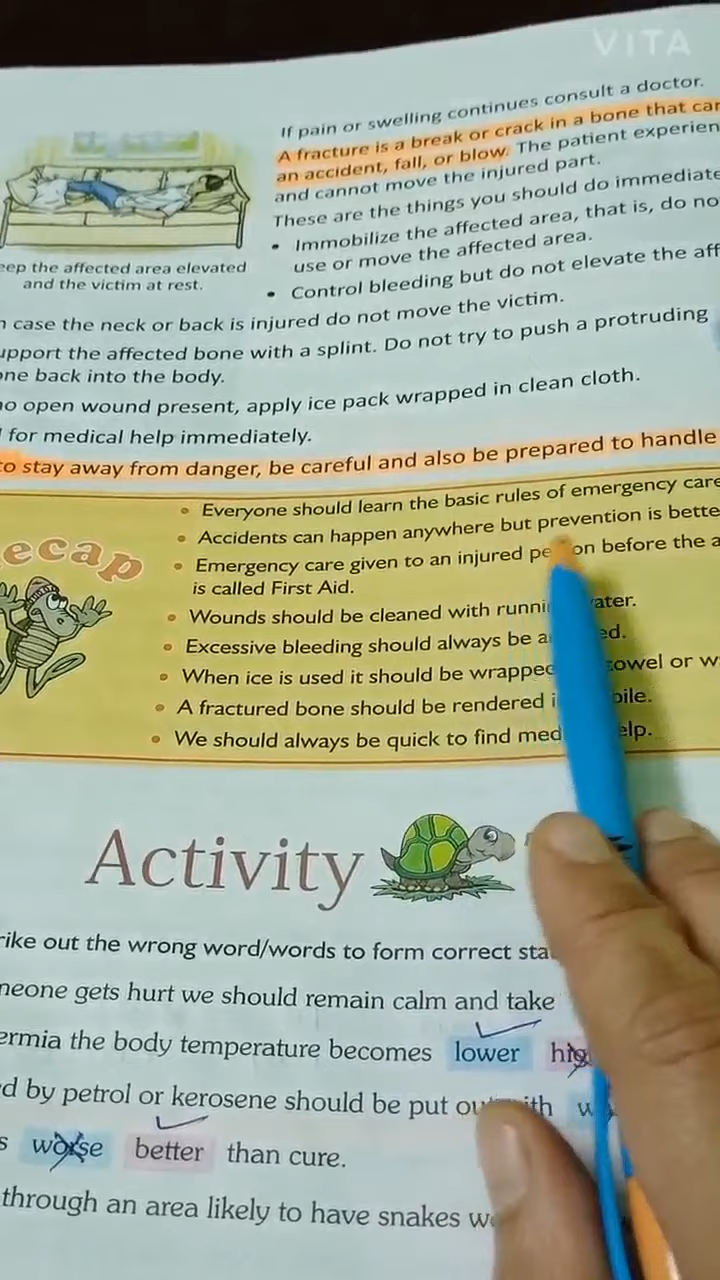 VITA
If pain or swelling continues consult a doctor.
A fracture is a break or crack in a bone that can
an accident, fall, or blow. The patient experien
and cannot move the injured part.
These are the things you should do immediate
• Immobilize the affected area, that is, do no
use or move the affected area.
• Control bleeding but do not elevate the aff
eep the affected area elevated
and the victim at rest.
n case the neck or back is injured do not move the victim.
upport the affected bone with a splint. Do not try to push a protruding
one back into the body.
no open wound present, apply ice pack wrapped in clean cloth.
for medical help immediately.
to stay away from danger, be careful and also be prepared to handle
ecap
• Everyone should learn the basic rules of emergency care
• Accidents can happen anywhere but prevention is bette
• Emergency care given to an injured pe on before the a
is called First Aid.
• Wounds should be cleaned with runni ater.
• Excessive bleeding should always be a ed.
• When ice is used it should be wrapped towel or w
• A fractured bone should be rendered i bile.
• We should always be quick to find med elp.
Activity
rike out the wrong word/words to form correct sta
meone gets hurt we should remain calm and take
ermia the body temperature becomes lower hig
d by petrol or kerosene should be put ou ith w
s worse better than cure.
through an area likely to have snakes we